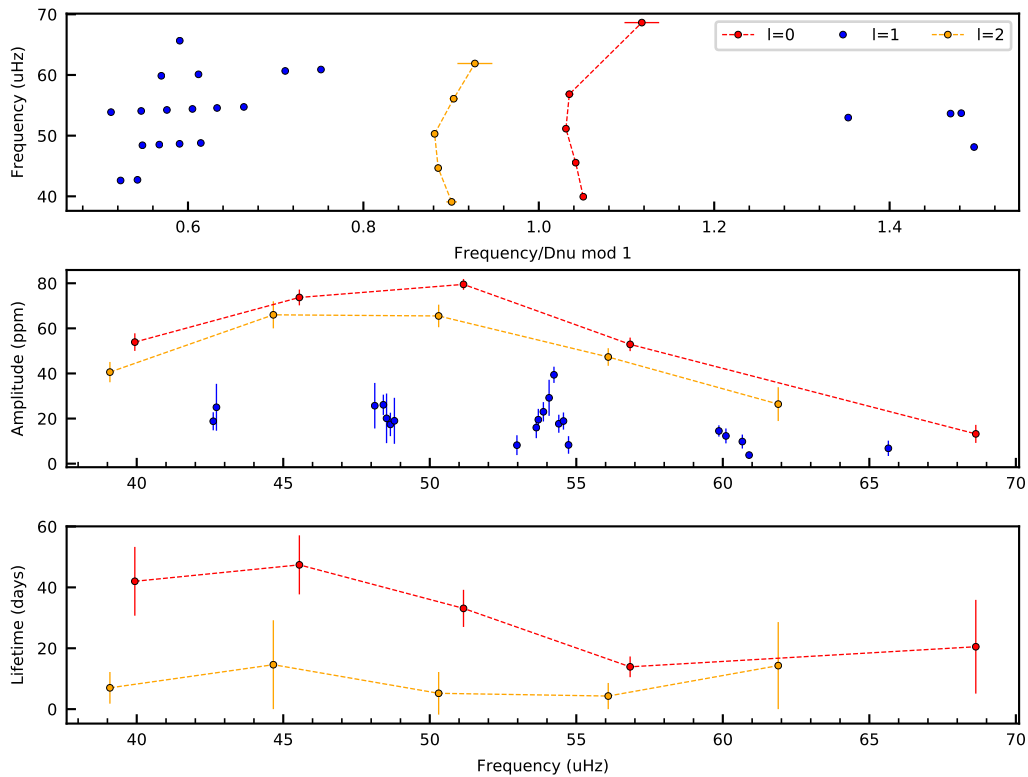 70
60
50
40
Frequency (uHz)
l=0 l=1 l=2
0.6 0.8 1.0 1.2 1.4
Frequency/Dnu mod 1
80
60
40
20
0
Amplitude (ppm)
40 45 50 55 60 65 70
60
40
20
0
Lifetime (days)
40 45 50 55 60 65 70
Frequency (uHz)